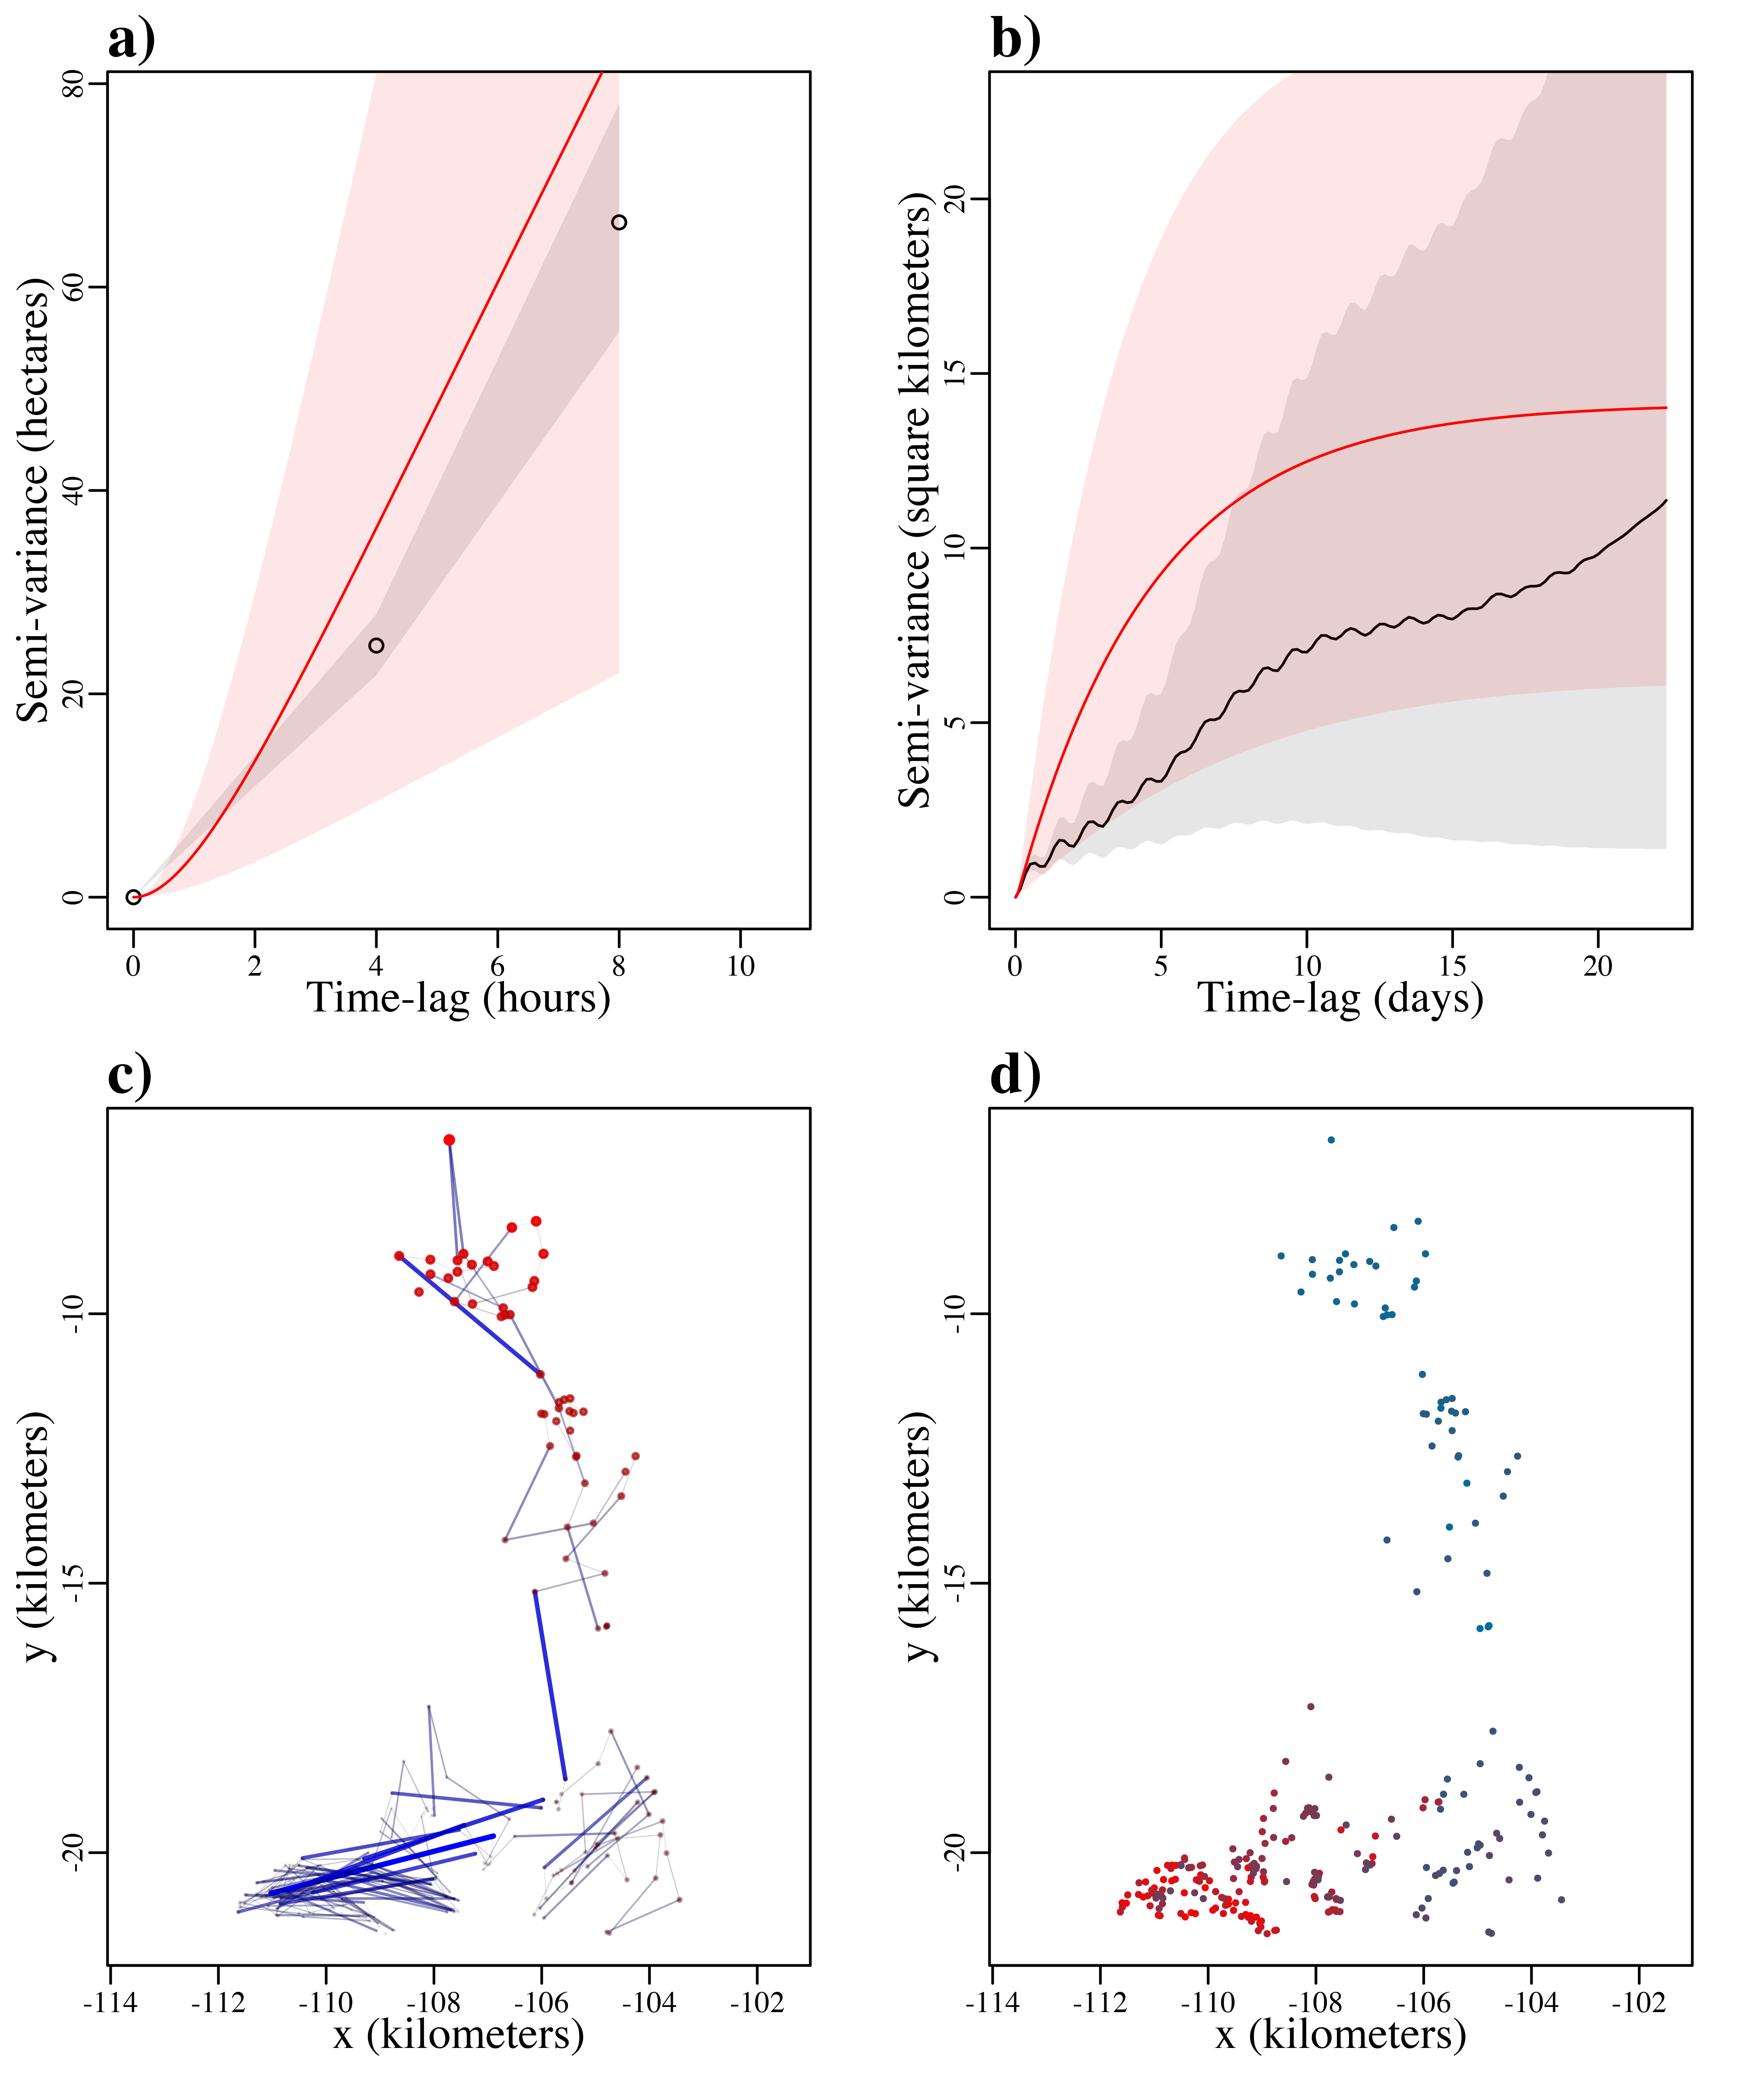 a)
80
60
40
20
0
Semi-variance (hectares)
0 2 4 6 8 10
Time-lag (hours)
b)
20
15
10
5
0
Semi-variance (square kilometers)
0 5 10 15 20
Time-lag (days)
c)
-10
-15
-20
y (kilometers)
-114 -112 -110 -108 -106 -104 -102
x (kilometers)
d)
-10
-15
-20
y (kilometers)
-114 -112 -110 -108 -106 -104 -102
x (kilometers)